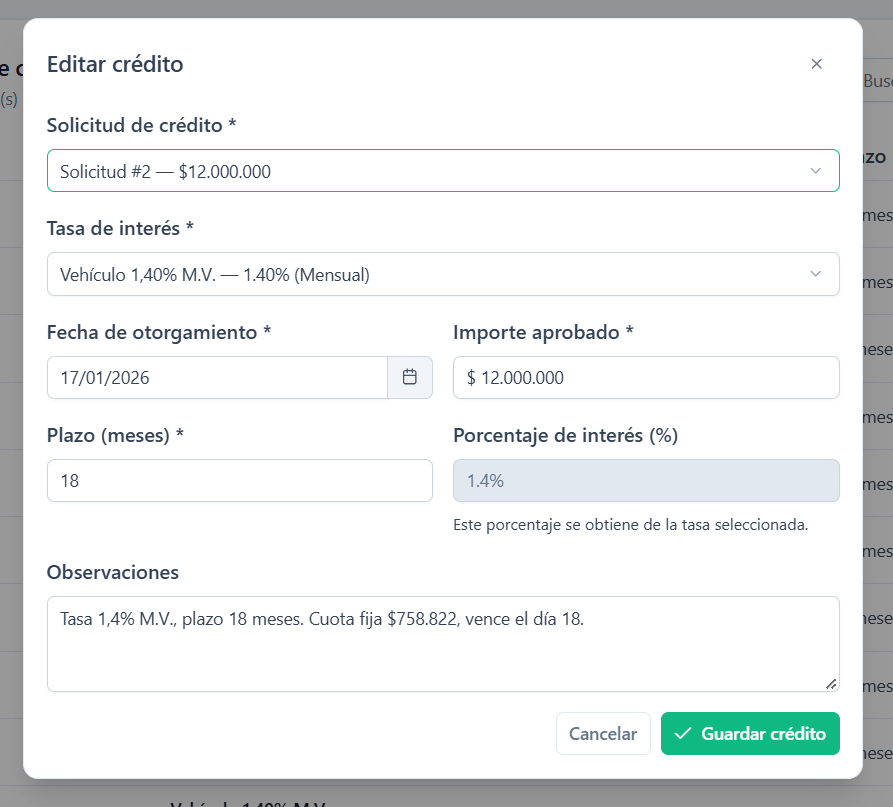 Editar crédito
Solicitud de crédito *
Solicitud #2 — $12.000.000
Tasa de interés *
Vehículo 1,40% M.V. — 1.40% (Mensual)
Fecha de otorgamiento *
Importe aprobado *
17/01/2026
$ 12.000.000
Plazo (meses) *
Porcentaje de interés (%)
18
1.4%
Este porcentaje se obtiene de la tasa seleccionada.
Observaciones
Tasa 1,4% M.V., plazo 18 meses. Cuota fija $758.822, vence el día 18.
Cancelar
Guardar crédito